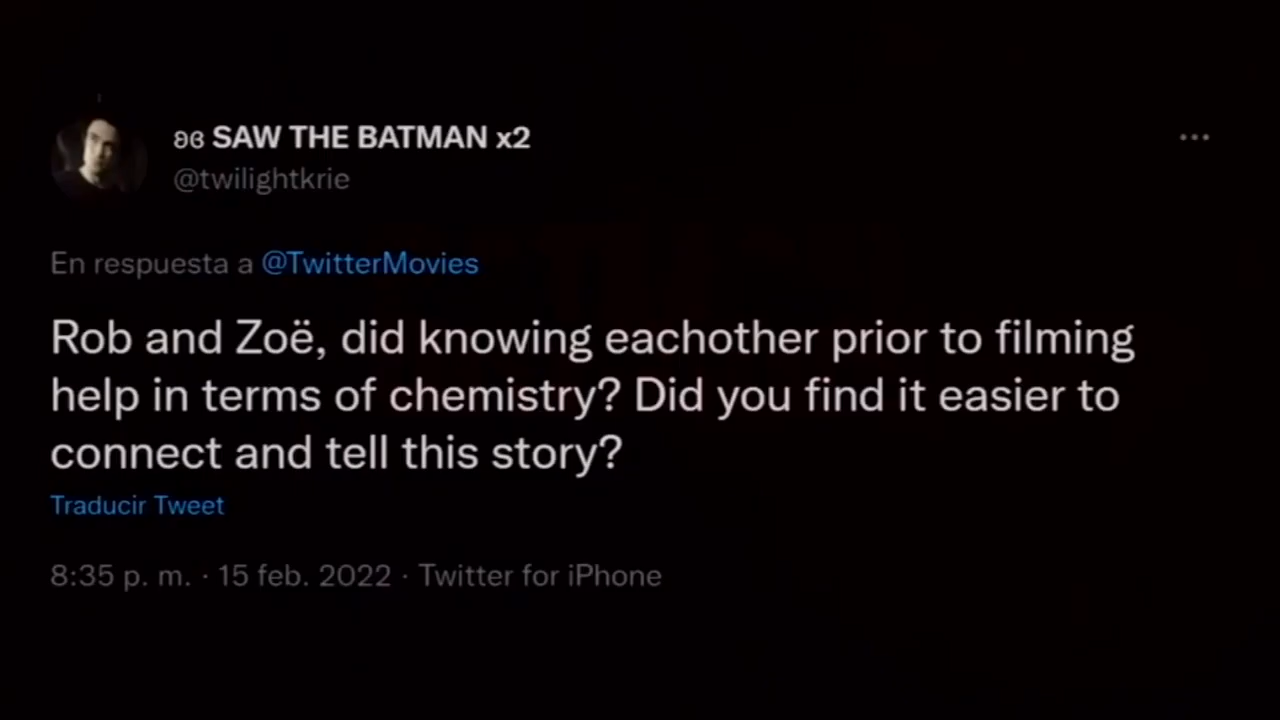 ʚɞ SAW THE BATMAN x2
@twilightkrie
En respuesta a @TwitterMovies
Rob and Zoë, did knowing eachother prior to filming
help in terms of chemistry? Did you find it easier to
connect and tell this story?
Traducir Tweet
8:35 p. m. · 15 feb. 2022 · Twitter for iPhone